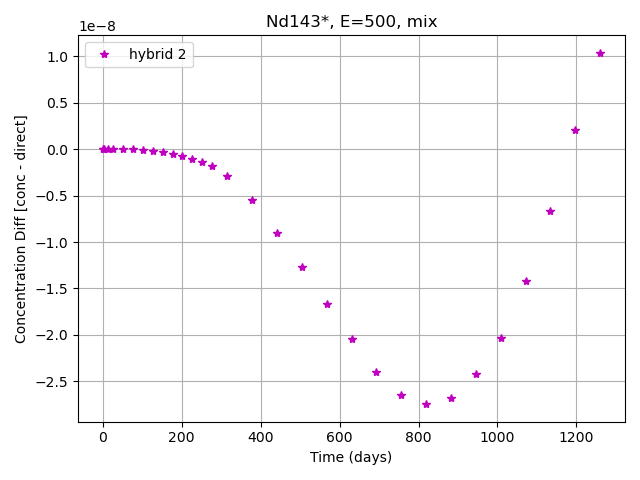 Nd143*, E=500, mix
1e−8
hybrid 2
1.0
0.5
0.0
−0.5
−1.0
−1.5
−2.0
−2.5
Concentration Diff [conc - direct]
0 200 400 600 800 1000 1200
Time (days)